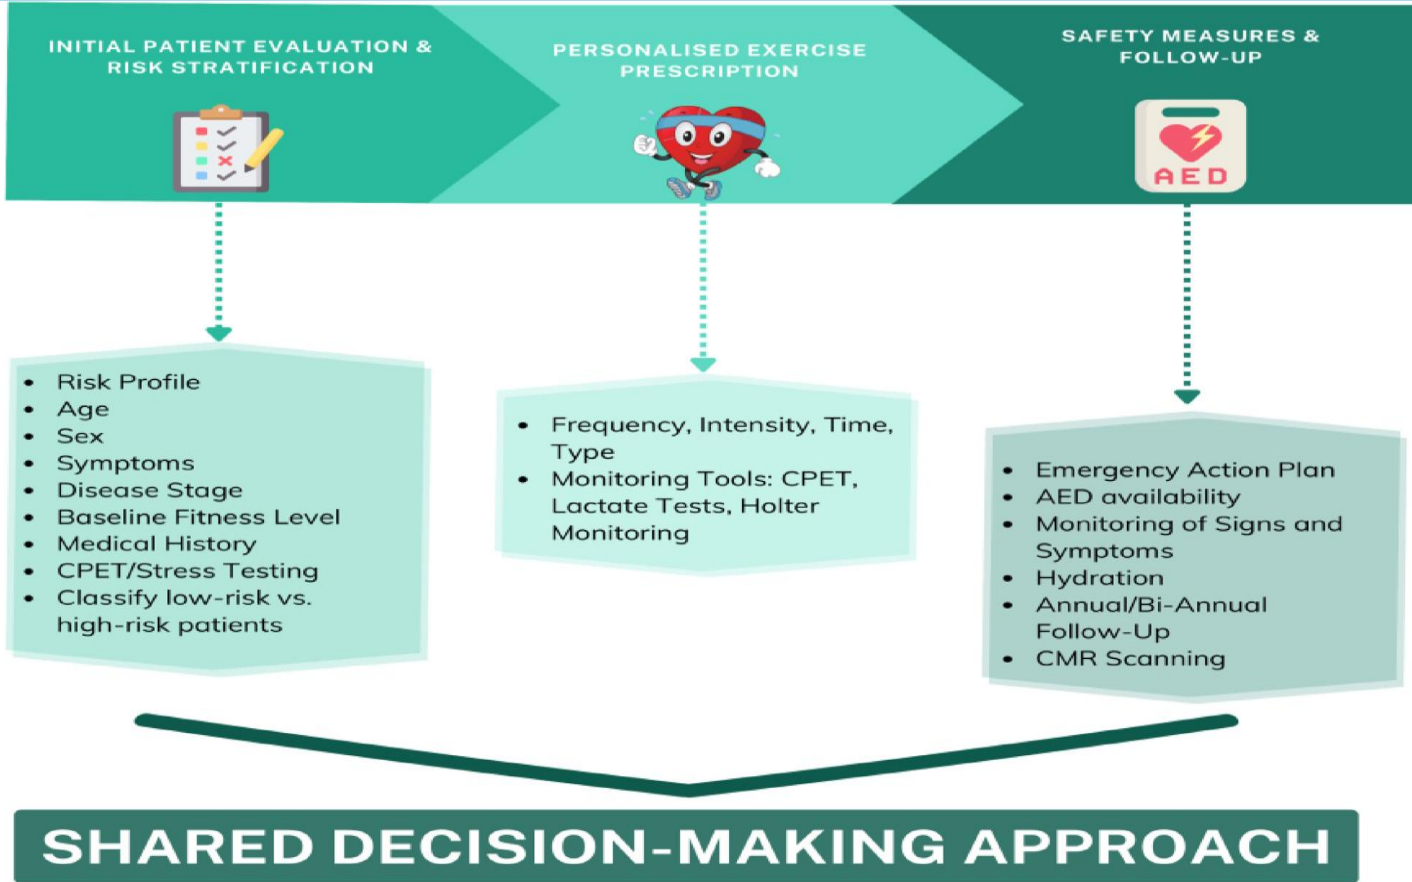 INITIAL PATIENT EVALUATION &
RISK STRATIFICATION
PERSONALISED EXERCISE
PRESCRIPTION
SAFETY MEASURES &
FOLLOW-UP
AED
• Risk Profile
• Age
• Sex
• Symptoms
• Disease Stage
• Baseline Fitness Level
• Medical History
• CPET/Stress Testing
• Classify low-risk vs.
high-risk patients
• Frequency, Intensity, Time,
Type
• Monitoring Tools: CPET,
Lactate Tests, Holter
Monitoring
• Emergency Action Plan
• AED availability
• Monitoring of Signs and
Symptoms
• Hydration
• Annual/Bi-Annual
Follow-Up
• CMR Scanning
SHARED DECISION-MAKING APPROACH